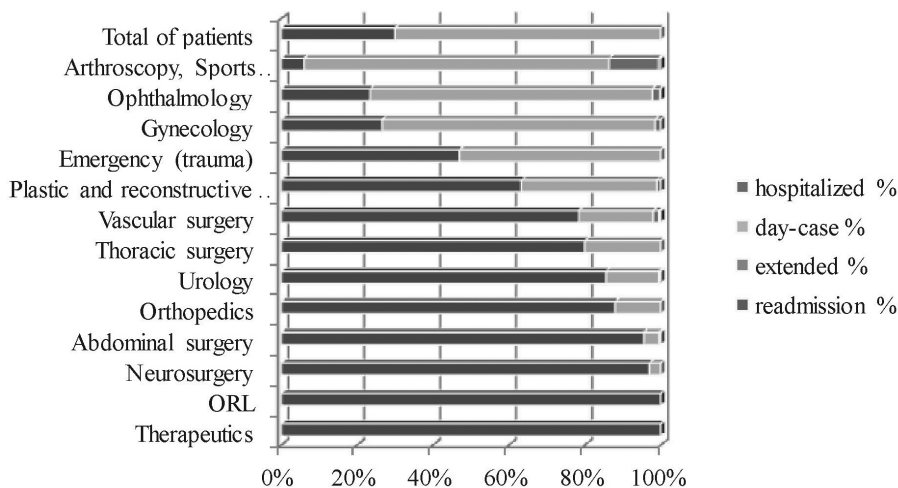 Total of patients
Arthroscopy, Sports ..
Ophthalmology
Gynecology
Emergency (trauma)
Plastic and reconstructive ..
Vascular surgery
Thoracic surgery
Urology
Orthopedics
Abdominal surgery
Neurosurgery
ORL
Therapeutics
0% 20% 40% 60% 80% 100%
hospitalized %
day-case %
extended %
readmission %